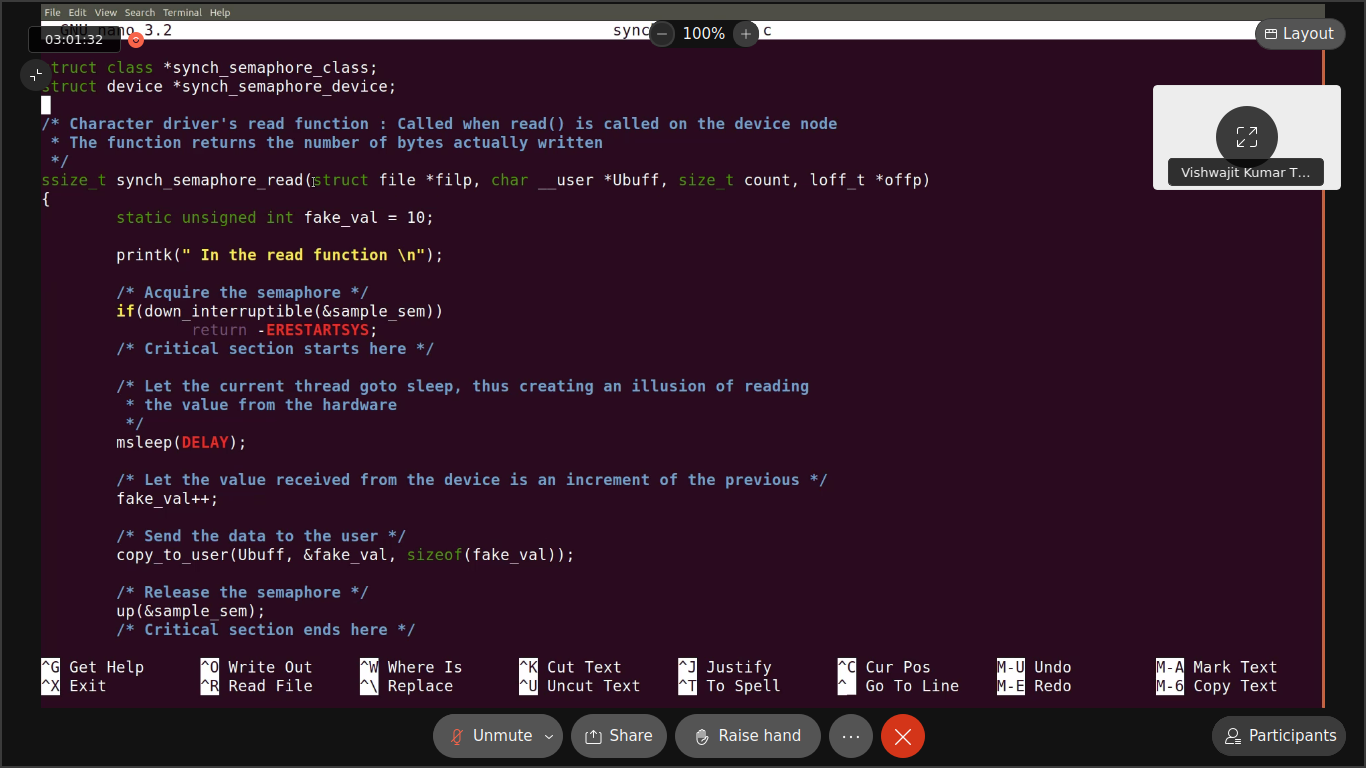 File Edit View Search Terminal Help
GNU nano 3.2 sync c
03:01:32
100%
Layout
struct class *synch_semaphore_class;
struct device *synch_semaphore_device;
/* Character driver's read function : Called when read() is called on the device node
* The function returns the number of bytes actually written
*/
ssize_t synch_semaphore_read(struct file *filp, char __user *Ubuff, size_t count, loff_t *offp)
Vishwajit Kumar T...
{
static unsigned int fake_val = 10;
printk(" In the read function \n");
/* Acquire the semaphore */
if(down_interruptible(&sample_sem))
return -ERESTARTSYS;
/* Critical section starts here */
/* Let the current thread goto sleep, thus creating an illusion of reading
* the value from the hardware
*/
msleep(DELAY);
/* Let the value received from the device is an increment of the previous */
fake_val++;
/* Send the data to the user */
copy_to_user(Ubuff, &fake_val, sizeof(fake_val));
/* Release the semaphore */
up(&sample_sem);
/* Critical section ends here */
^G Get Help ^O Write Out ^W Where Is ^K Cut Text ^J Justify ^C Cur Pos M-U Undo M-A Mark Text
^X Exit ^R Read File ^\ Replace ^U Uncut Text ^T To Spell ^_ Go To Line M-E Redo M-6 Copy Text
Unmute Share Raise hand ... Participants